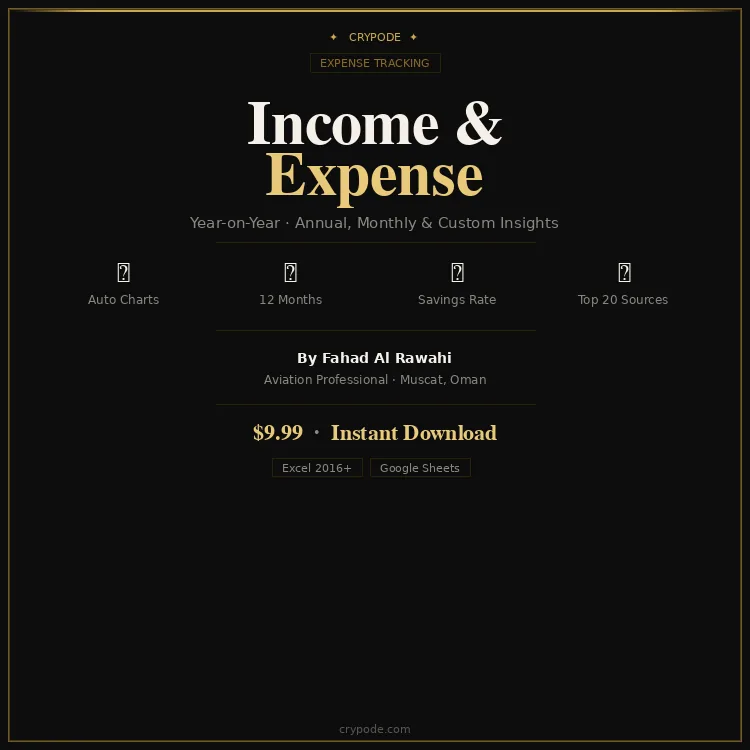 ✦ CRYPODE ✦
EXPENSE TRACKING
Income &
Expense
Year-on-Year · Annual, Monthly & Custom Insights
Auto Charts
12 Months
Savings Rate
Top 20 Sources
By Fahad Al Rawahi
Aviation Professional · Muscat, Oman
$9.99 · Instant Download
Excel 2016+
Google Sheets
crypode.com